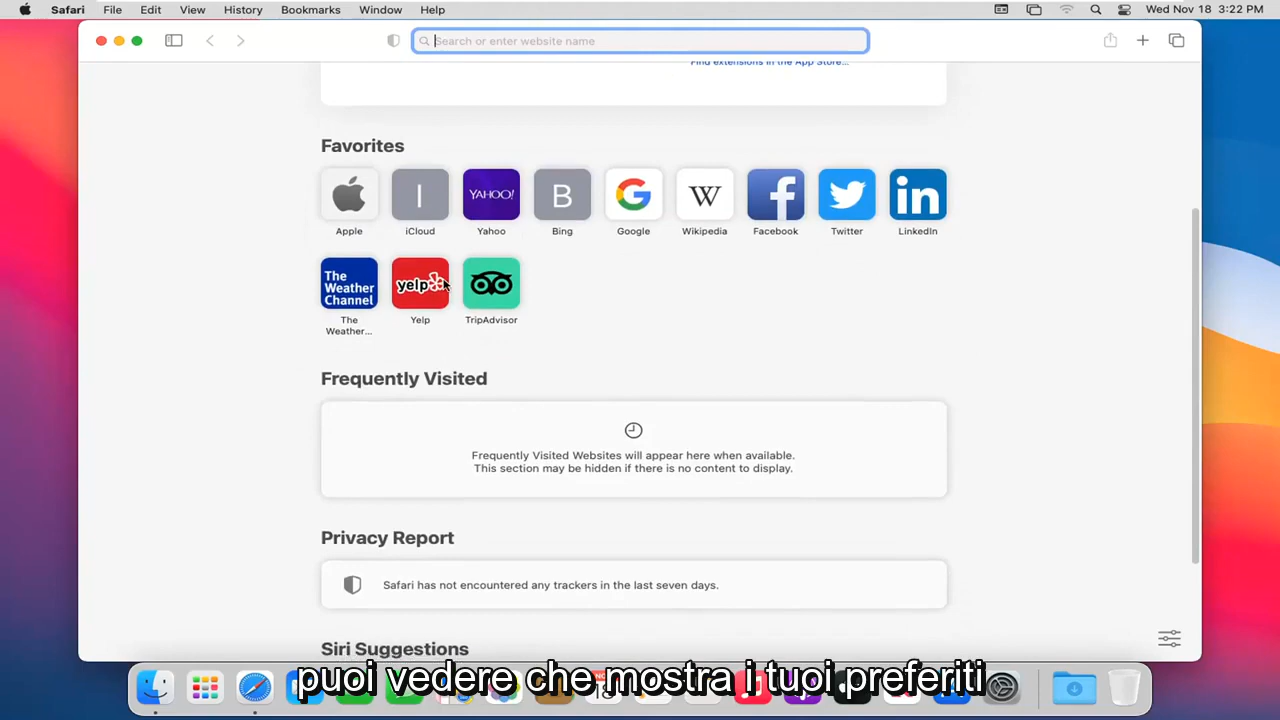 Safari File Edit View History Bookmarks Window Help Wed Nov 18 3:22 PM
Search or enter website name
Find extensions in the App Store...
Favorites
I YAHOO! B G W f in
Apple iCloud Yahoo Bing Google Wikipedia Facebook Twitter LinkedIn
The Weather Channel yelp
The Weather... Yelp TripAdvisor
Frequently Visited
Frequently Visited Websites will appear here when available.
This section may be hidden if there is no content to display.
Privacy Report
Safari has not encountered any trackers in the last seven days.
Siri Suggestions
puoi vedere che mostra i tuoi preferiti